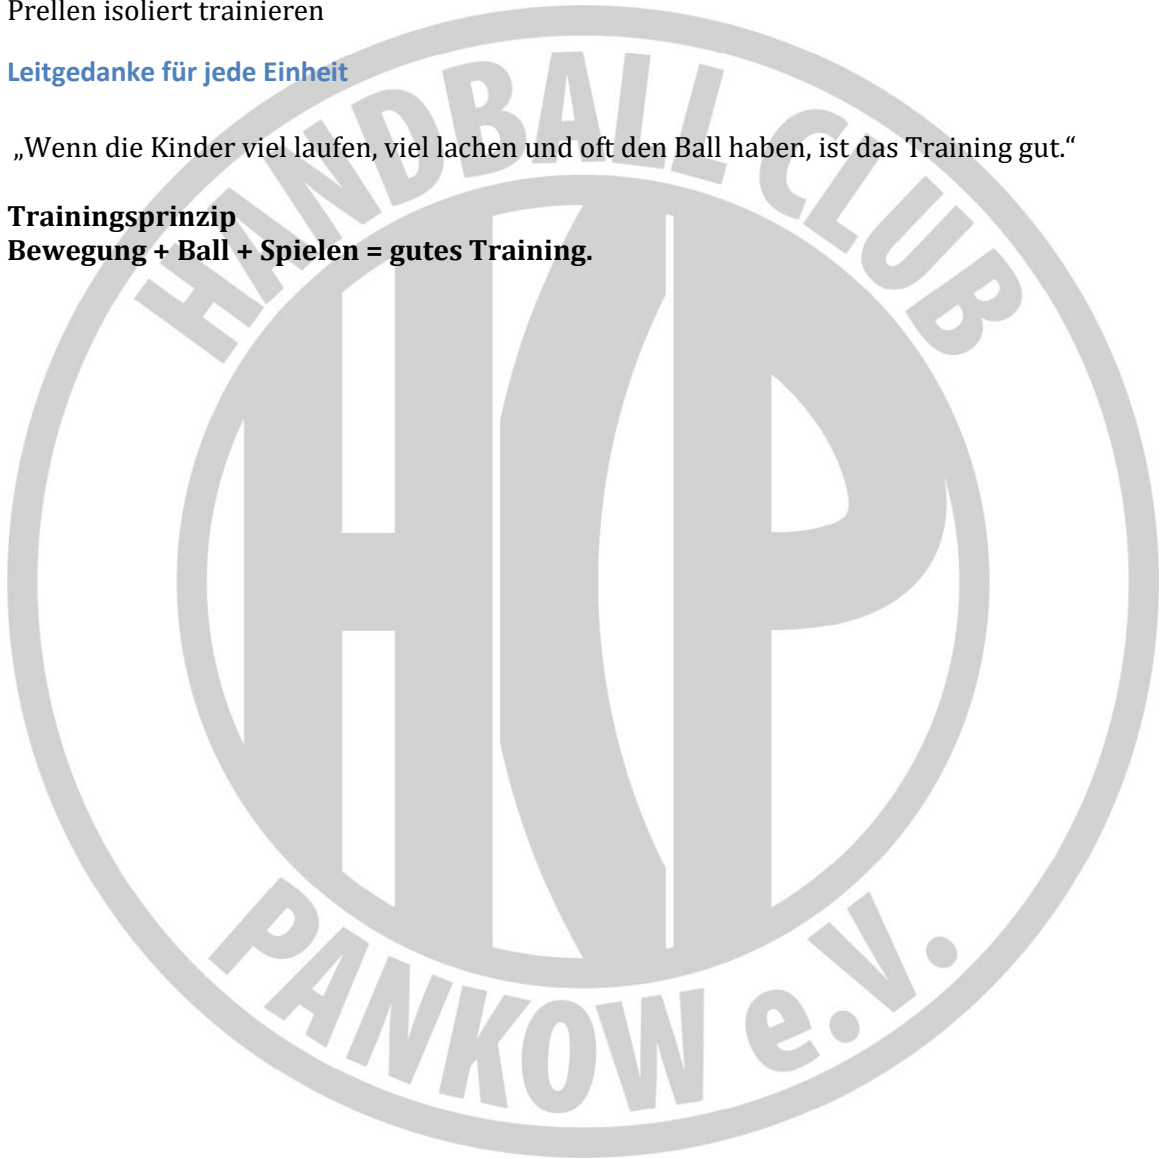 Prellen isoliert trainieren
Leitgedanke für jede Einheit
„Wenn die Kinder viel laufen, viel lachen und oft den Ball haben, ist das Training gut.“
Trainingsprinzip
Bewegung + Ball + Spielen = gutes Training.
HANDBALL CLUB
HCP
PANKOW e.V.